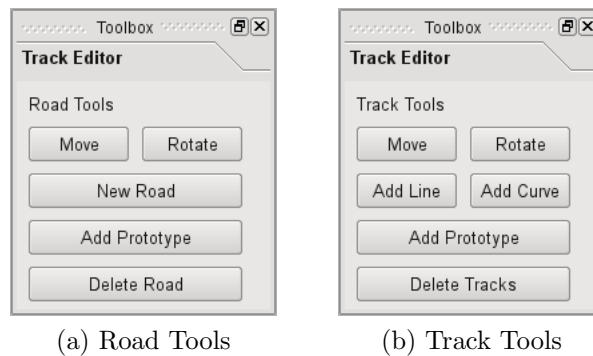 Toolbox
Track Editor
Road Tools
Move Rotate
New Road
Add Prototype
Delete Road
(a) Road Tools
Toolbox
Track Editor
Track Tools
Move Rotate
Add Line Add Curve
Add Prototype
Delete Tracks
(b) Track Tools